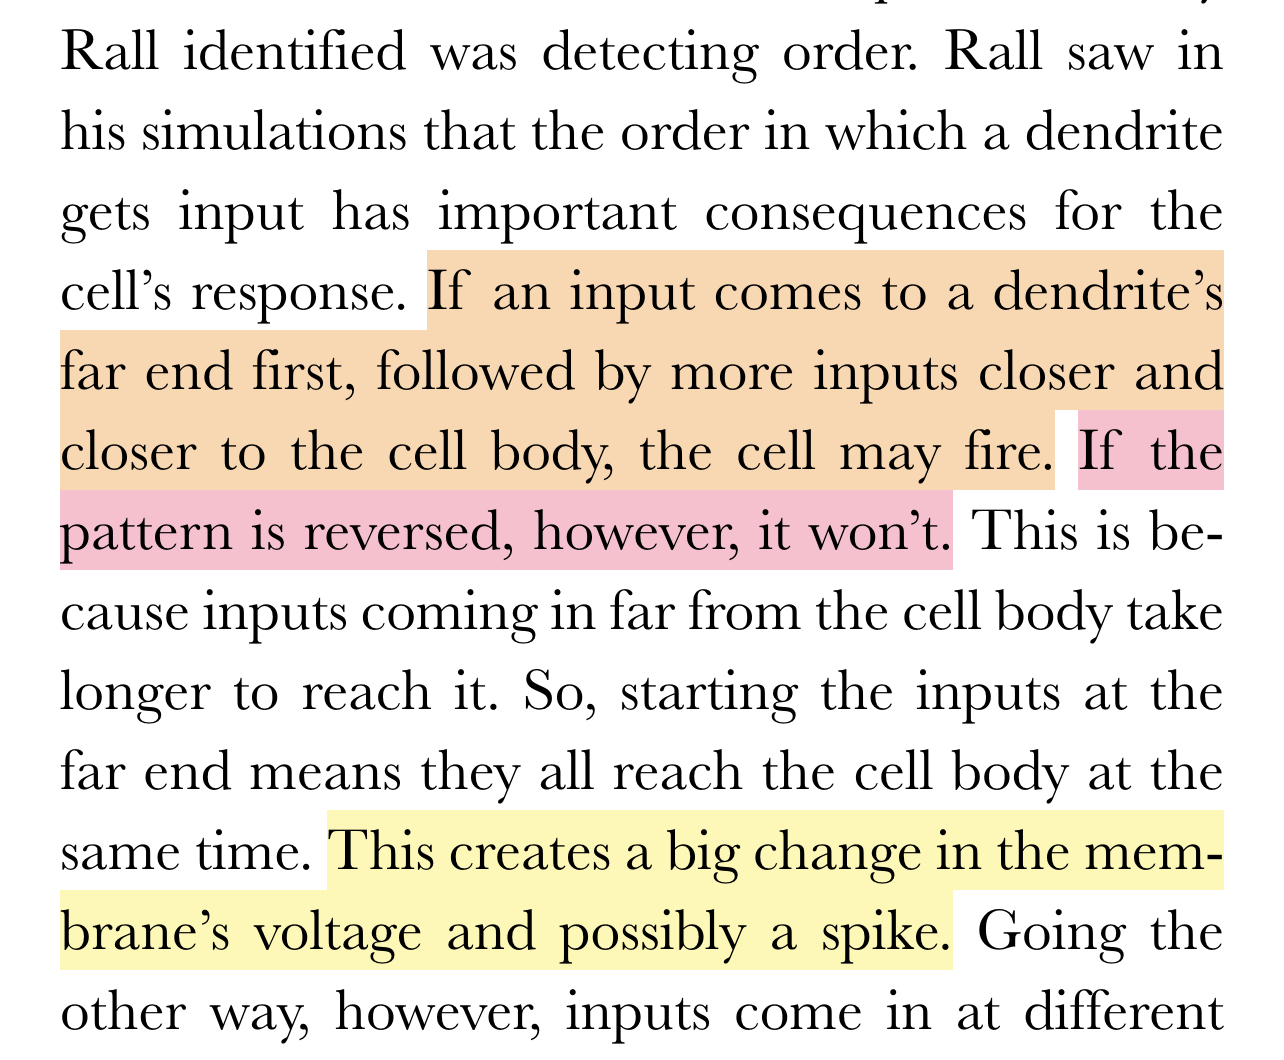 Rall identified was detecting order. Rall saw in
his simulations that the order in which a dendrite
gets input has important consequences for the
cell’s response. If an input comes to a dendrite’s
far end first, followed by more inputs closer and
closer to the cell body, the cell may fire. If the
pattern is reversed, however, it won’t. This is be-
cause inputs coming in far from the cell body take
longer to reach it. So, starting the inputs at the
far end means they all reach the cell body at the
same time. This creates a big change in the mem-
brane’s voltage and possibly a spike. Going the
other way, however, inputs come in at different